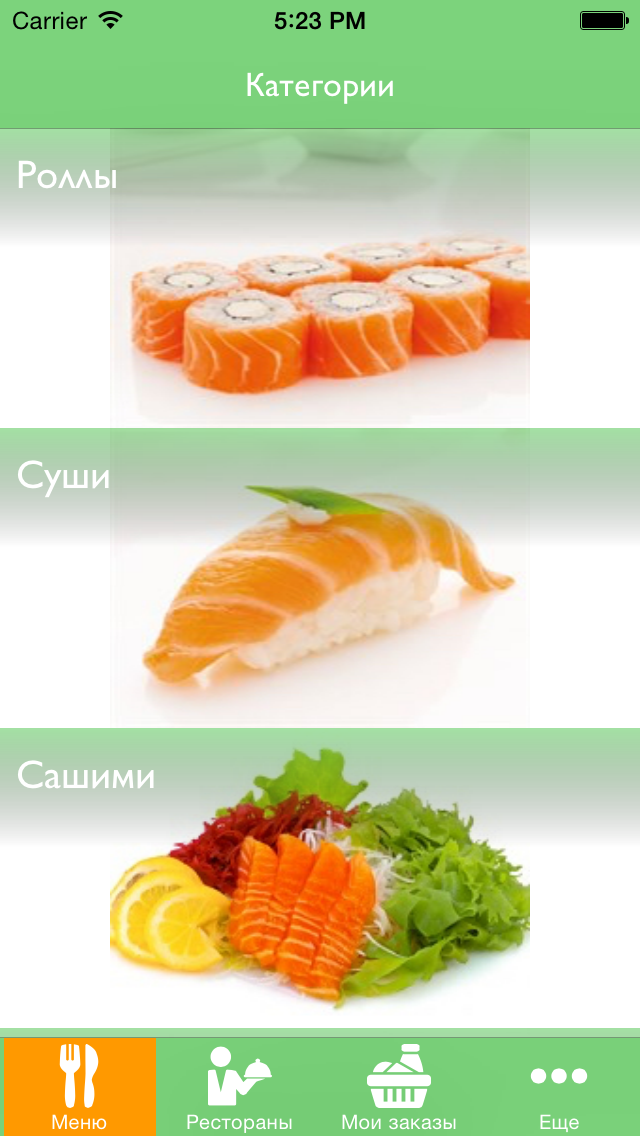 Carrier 5:23 PM
Категории
Роллы
Суши
Сашими
Меню Рестораны Мои заказы Еще